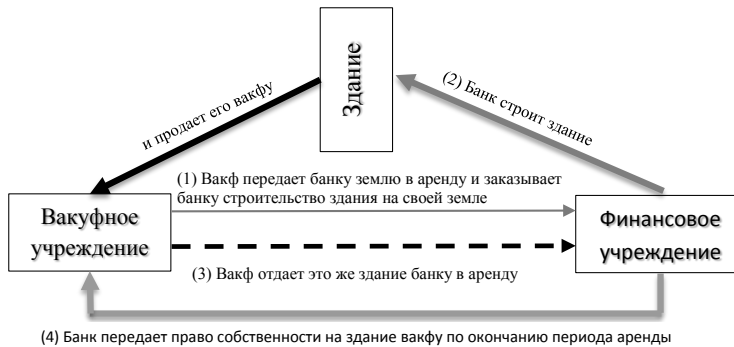 Здание
(2) Банк строит здание
и продает его вакфу
(1) Вакф передает банку землю в аренду и заказывает
банку строительство здания на своей земле
Вакуфное
учреждение
Финансовое
учреждение
(3) Вакф отдает это же здание банку в аренду
(4) Банк передает право собственности на здание вакфу по окончанию периода аренды